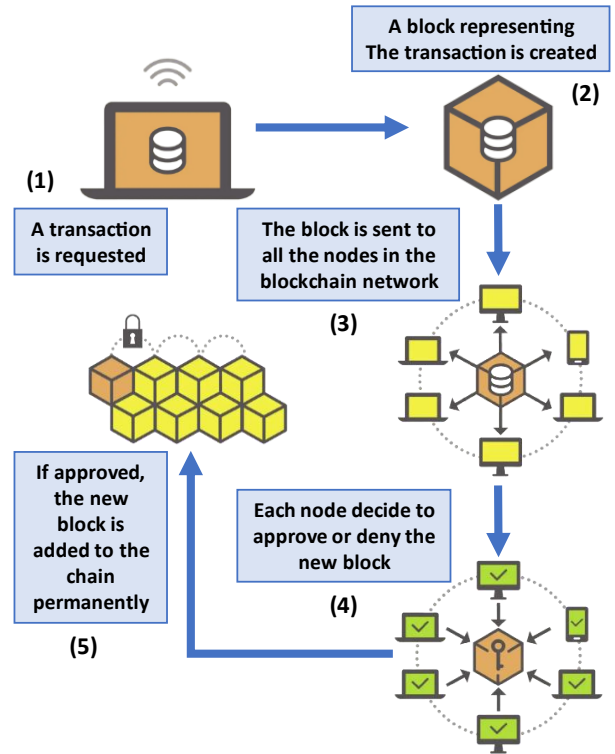 (1)
A transaction
is requested
A block representing
The transaction is created
(2)
The block is sent to
all the nodes in the
blockchain network
(3)
Each node decide to
approve or deny the
new block
(4)
If approved,
the new
block is
added to the
chain
permanently
(5)